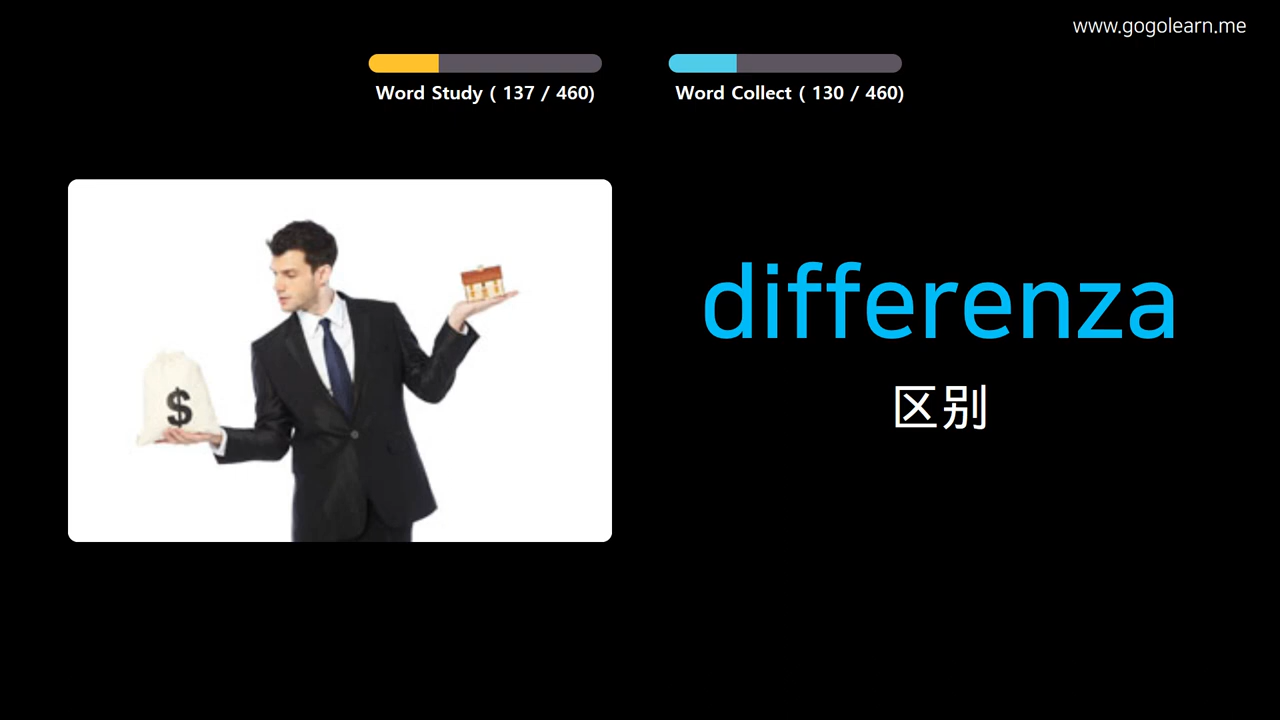 www.gogolearn.me
Word Study ( 137 / 460)
Word Collect ( 130 / 460)
$
differenza
区别